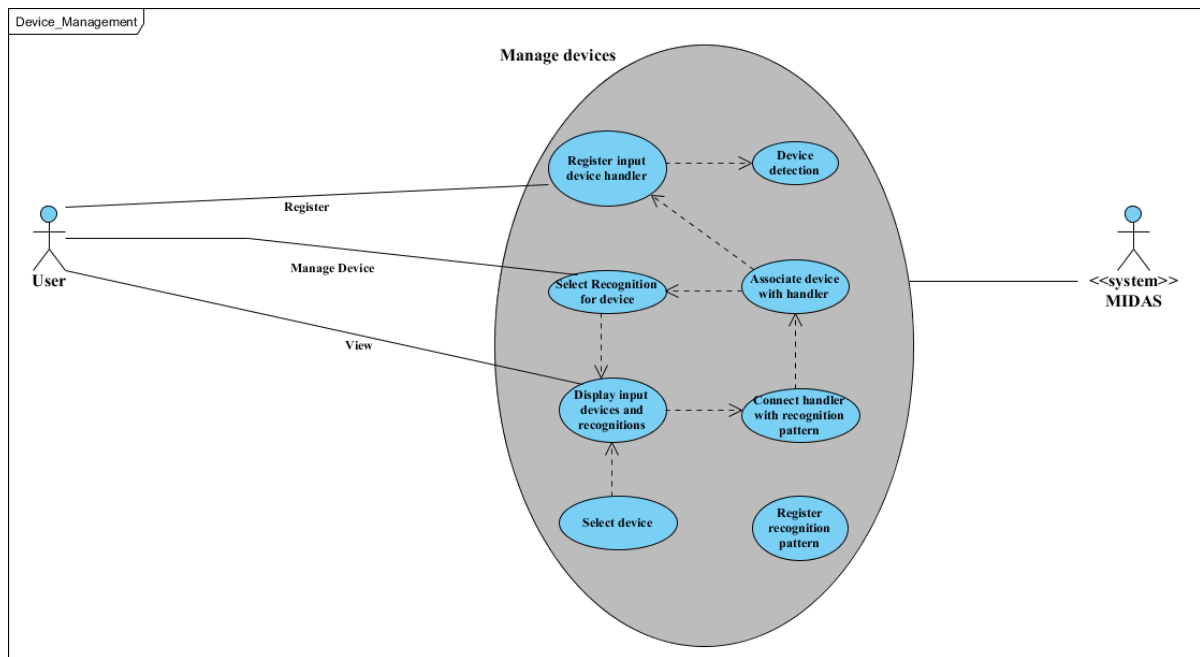 Device_Management
Manage devices
Register input
device handler
Device
detection
Register
User
Manage Device
Select Recognition
for device
Associate device
with handler
<<system>>
MIDAS
View
Display input
devices and
recognitions
Connect handler
with recognition
pattern
Select device
Register
recognition
pattern